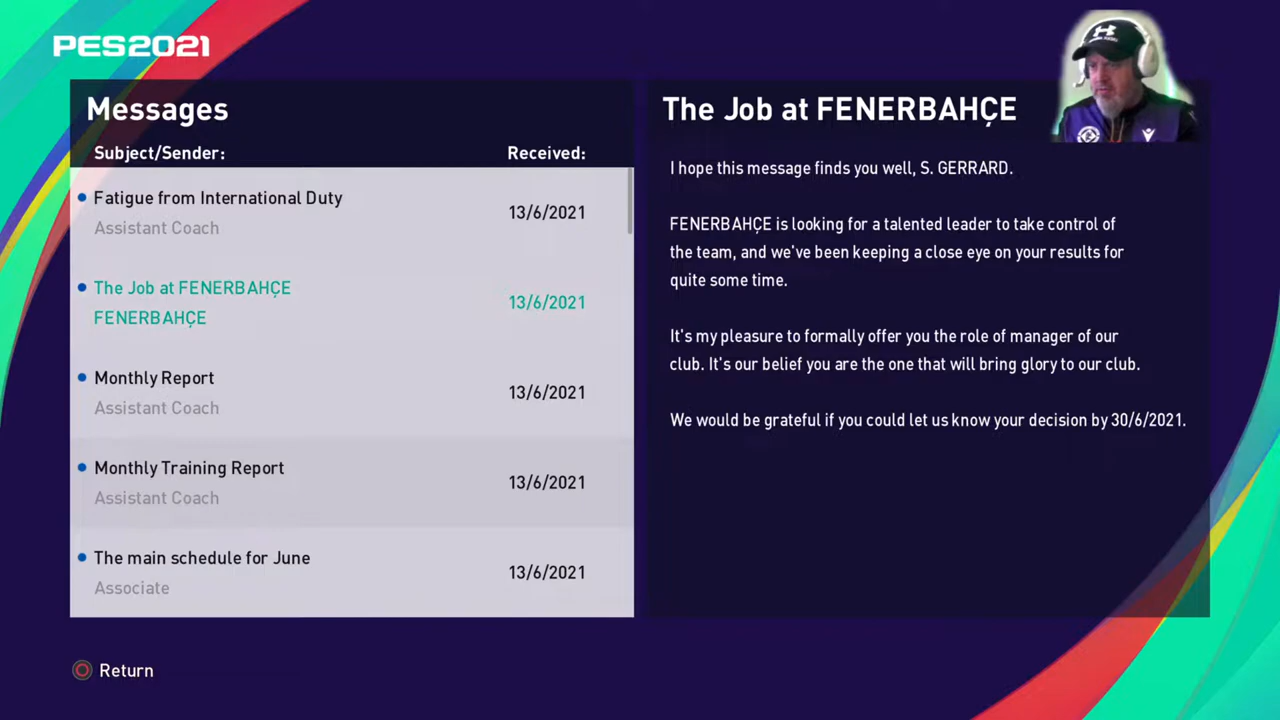 PES2021
Messages
Subject/Sender:
Received:
Fatigue from International Duty
Assistant Coach
13/6/2021
The Job at FENERBAHÇE
FENERBAHÇE
13/6/2021
Monthly Report
Assistant Coach
13/6/2021
Monthly Training Report
Assistant Coach
13/6/2021
The main schedule for June
Associate
13/6/2021
The Job at FENERBAHÇE
I hope this message finds you well, S. GERRARD.
FENERBAHÇE is looking for a talented leader to take control of
the team, and we've been keeping a close eye on your results for
quite some time.
It's my pleasure to formally offer you the role of manager of our
club. It's our belief you are the one that will bring glory to our club.
We would be grateful if you could let us know your decision by 30/6/2021.
Return